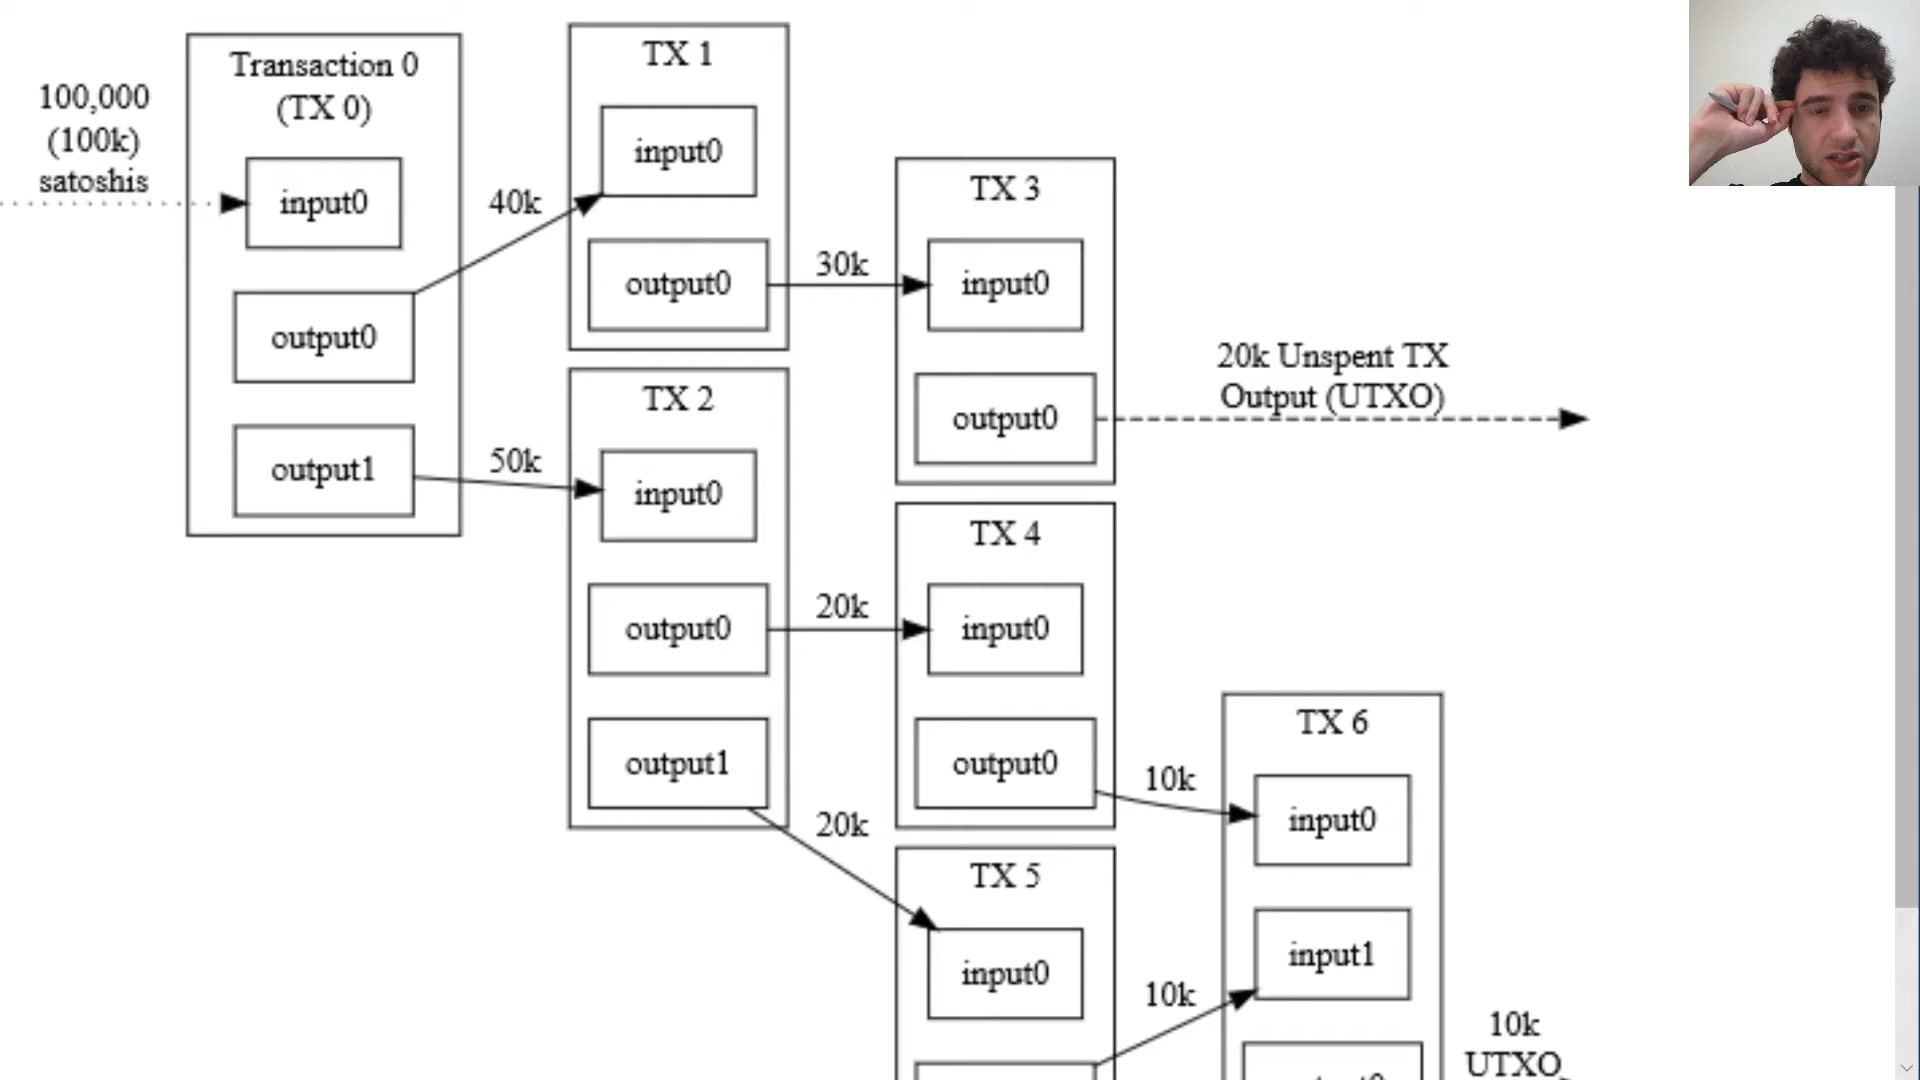 100,000
(100k)
satoshis
Transaction 0
(TX 0)
input0
output0
output1
40k
50k
TX 1
input0
output0
TX 2
input0
output0
output1
30k
20k
20k
TX 3
input0
output0
20k Unspent TX
Output (UTXO)
TX 4
input0
output0
TX 5
input0
10k
10k
TX 6
input0
input1
10k
UTXO